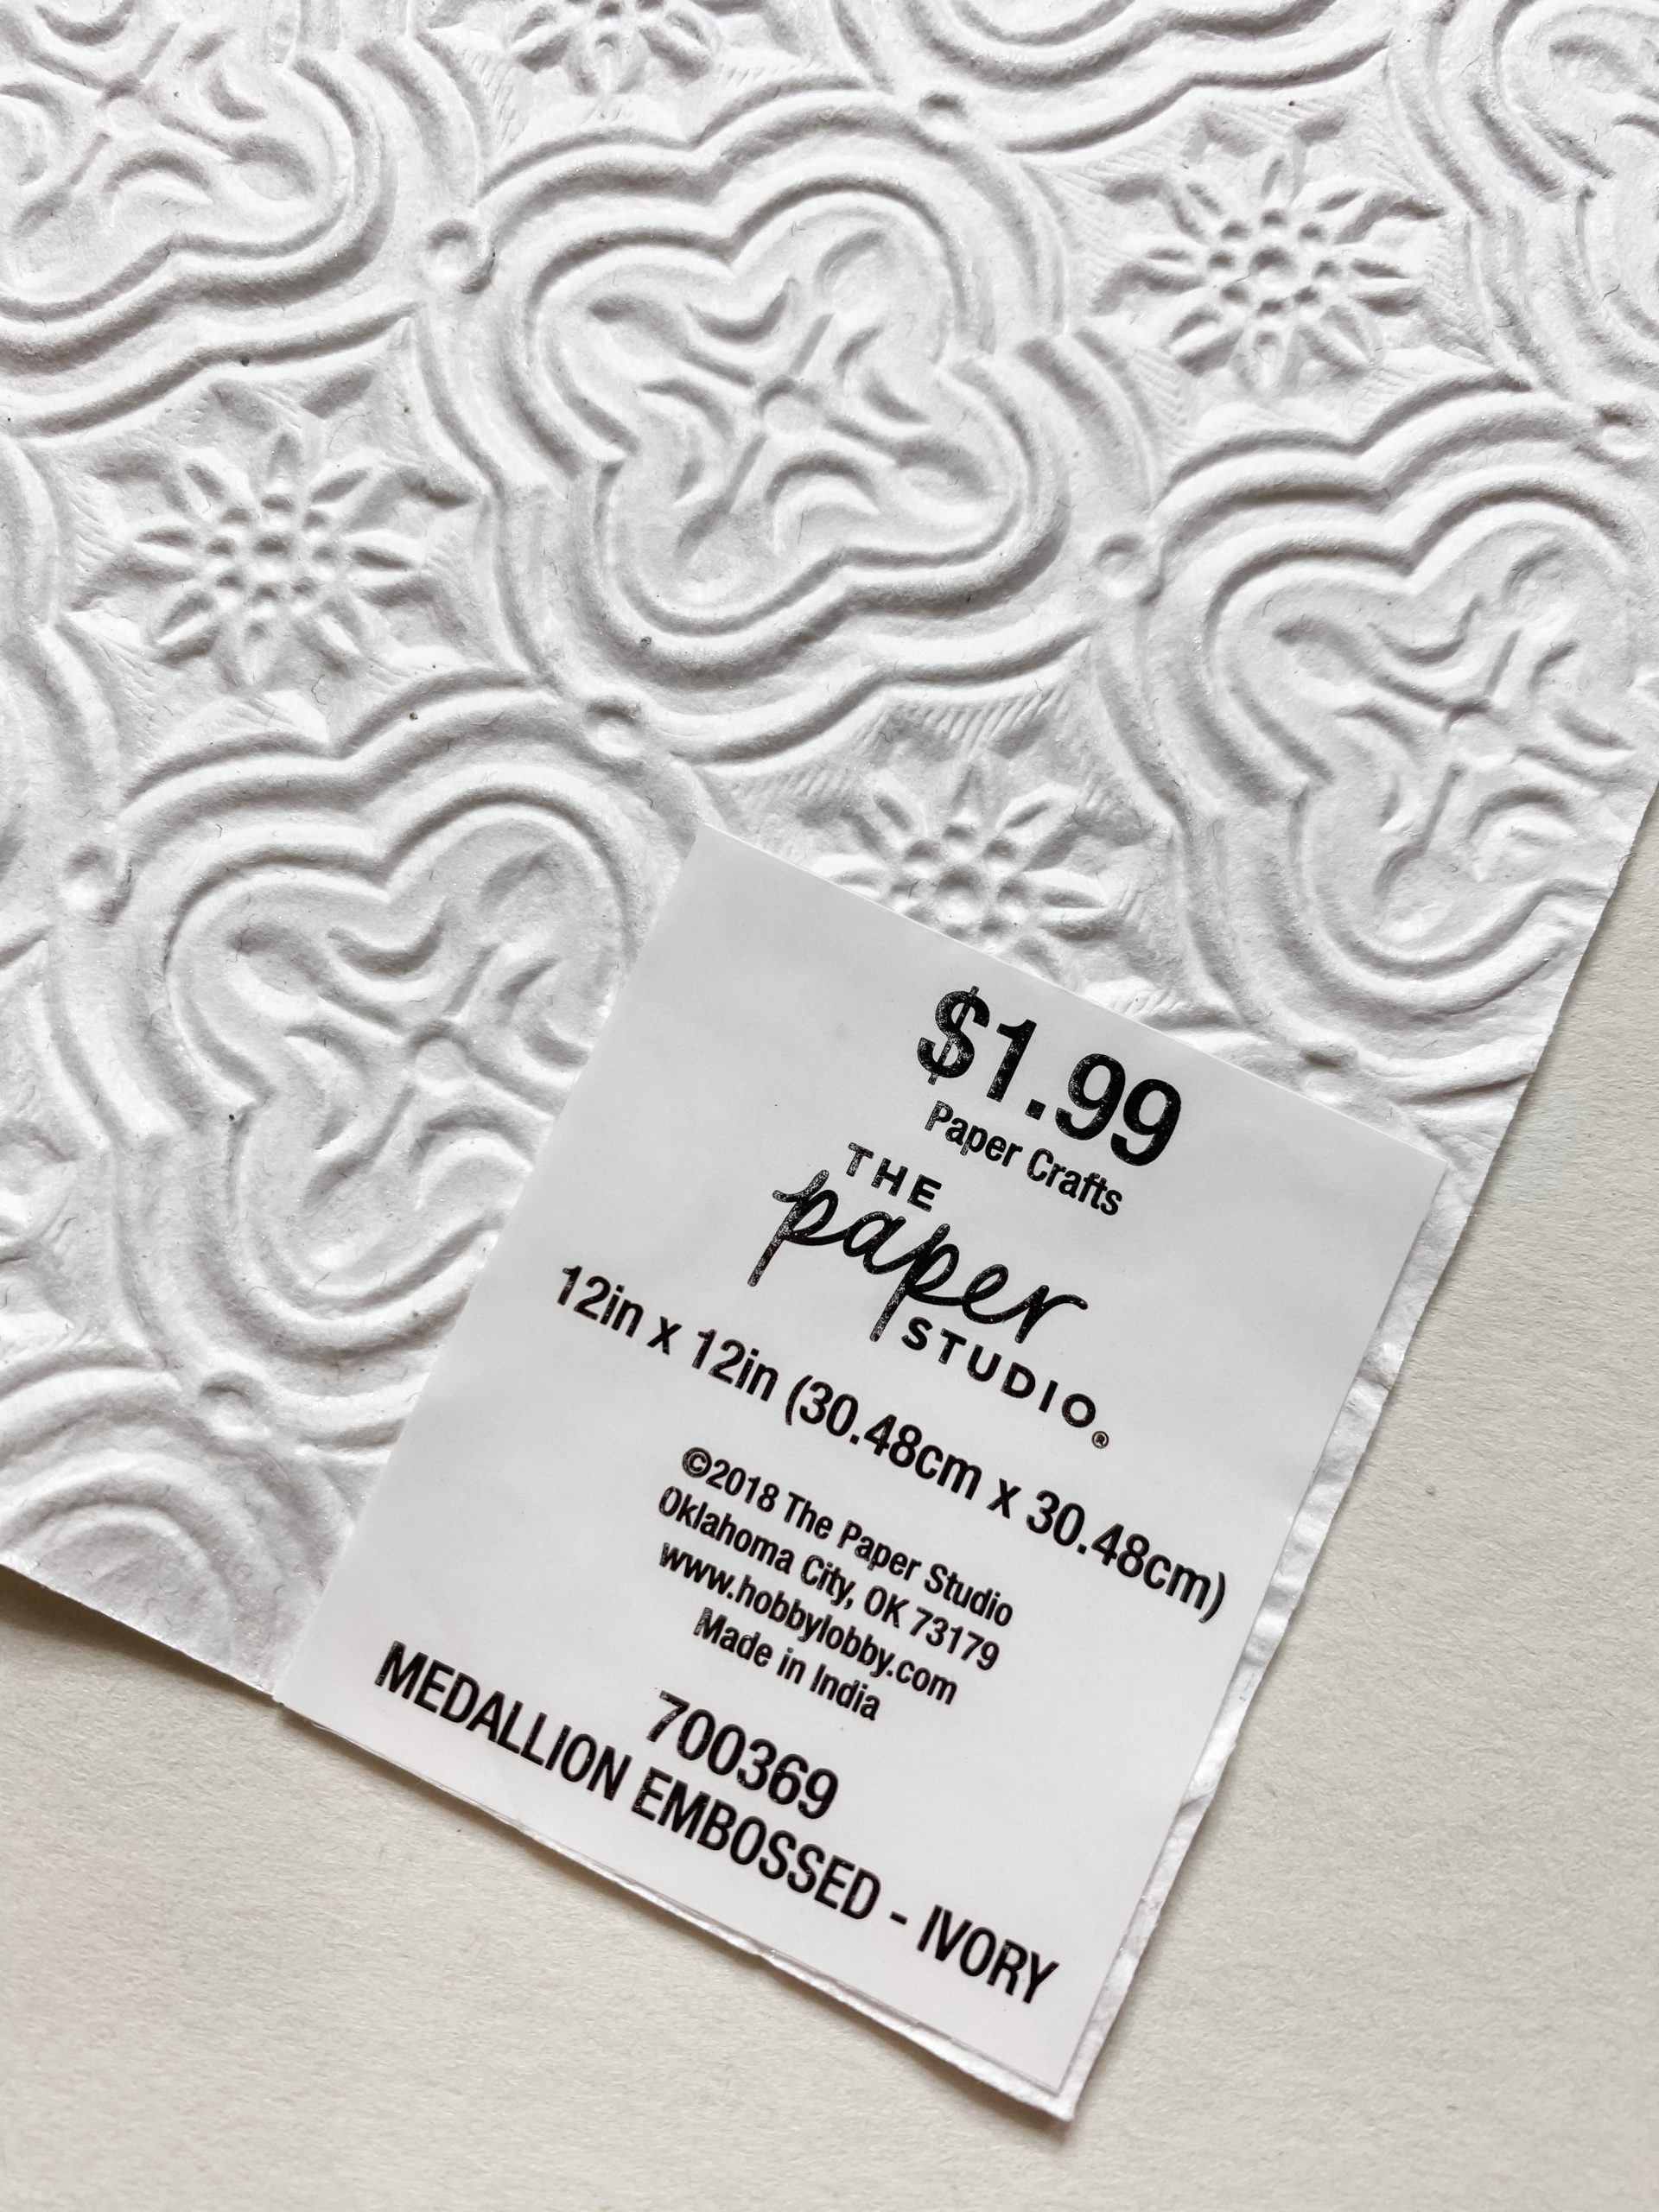 $1.99
Paper Crafts
THE
paper
STUDIO®
12in x 12in (30.48cm x 30.48cm)
©2018 The Paper Studio
Oklahoma City, OK 73179
www.hobbylobby.com
Made in India
700369
MEDALLION EMBOSSED - IVORY